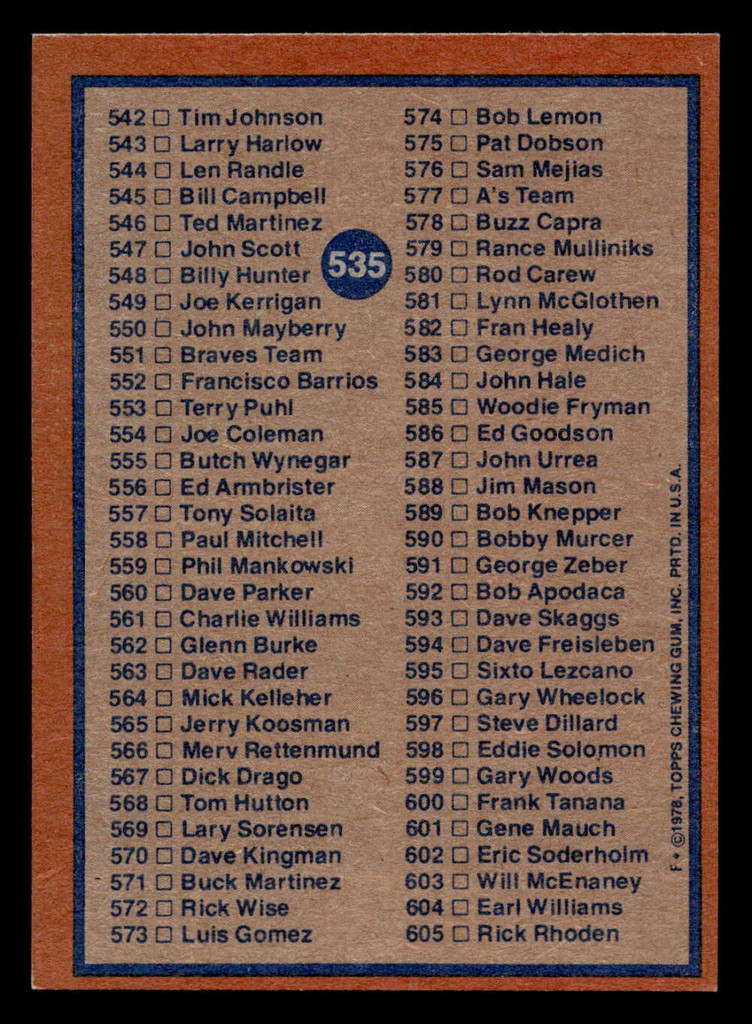 542 □ Tim Johnson
543 □ Larry Harlow
544 □ Len Randle
545 □ Bill Campbell
546 □ Ted Martinez
547 □ John Scott
548 □ Billy Hunter
549 □ Joe Kerrigan
550 □ John Mayberry
551 □ Braves Team
552 □ Francisco Barrios
553 □ Terry Puhl
554 □ Joe Coleman
555 □ Butch Wynegar
556 □ Ed Armbrister
557 □ Tony Solaita
558 □ Paul Mitchell
559 □ Phil Mankowski
560 □ Dave Parker
561 □ Charlie Williams
562 □ Glenn Burke
563 □ Dave Rader
564 □ Mick Kelleher
565 □ Jerry Koosman
566 □ Merv Rettenmund
567 □ Dick Drago
568 □ Tom Hutton
569 □ Lary Sorensen
570 □ Dave Kingman
571 □ Buck Martinez
572 □ Rick Wise
573 □ Luis Gomez
535
574 □ Bob Lemon
575 □ Pat Dobson
576 □ Sam Mejias
577 □ A's Team
578 □ Buzz Capra
579 □ Rance Mulliniks
580 □ Rod Carew
581 □ Lynn McGlothen
582 □ Fran Healy
583 □ George Medich
584 □ John Hale
585 □ Woodie Fryman
586 □ Ed Goodson
587 □ John Urrea
588 □ Jim Mason
589 □ Bob Knepper
590 □ Bobby Murcer
591 □ George Zeber
592 □ Bob Apodaca
593 □ Dave Skaggs
594 □ Dave Freisleben
595 □ Sixto Lezcano
596 □ Gary Wheelock
597 □ Steve Dillard
598 □ Eddie Solomon
599 □ Gary Woods
600 □ Frank Tanana
601 □ Gene Mauch
602 □ Eric Soderholm
603 □ Will McEnaney
604 □ Earl Williams
605 □ Rick Rhoden
F * ©1978, TOPPS CHEWING GUM, INC. PRTD. IN U.S.A.